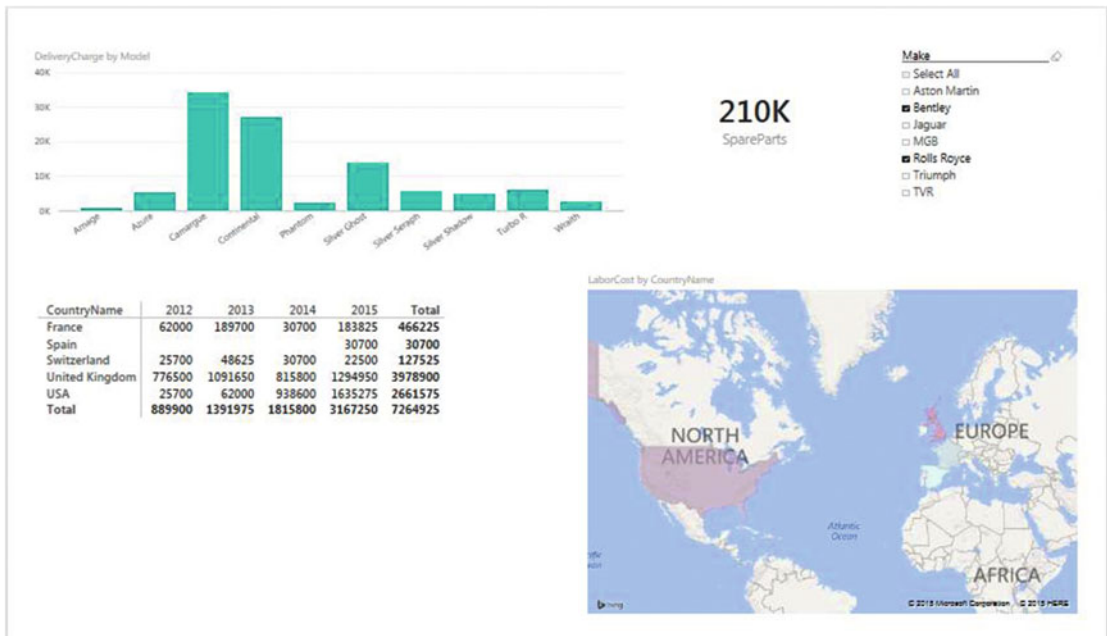 DeliveryCharge by Model
40K
30K
20K
10K
0K
Arnage
Azure
Camargue
Continental
Phantom
Silver Ghost
Silver Seraph
Silver Shadow
Turbo R
Wraith
210K
SpareParts
Make
Select All
Aston Martin
Bentley
Jaguar
MGB
Rolls Royce
Triumph
TVR
CountryName 2012 2013 2014 2015 Total
France 62000 189700 30700 183825 466225
Spain 30700 30700
Switzerland 25700 48625 30700 22500 127525
United Kingdom 776500 1091650 815800 1294950 3978900
USA 25700 62000 938600 1635275 2661575
Total 889900 1391975 1815800 3167250 7264925
LaborCost by CountryName
NORTH
AMERICA
EUROPE
Atlantic
Ocean
AFRICA
bing
© 2015 Microsoft Corporation © 2015 HERE